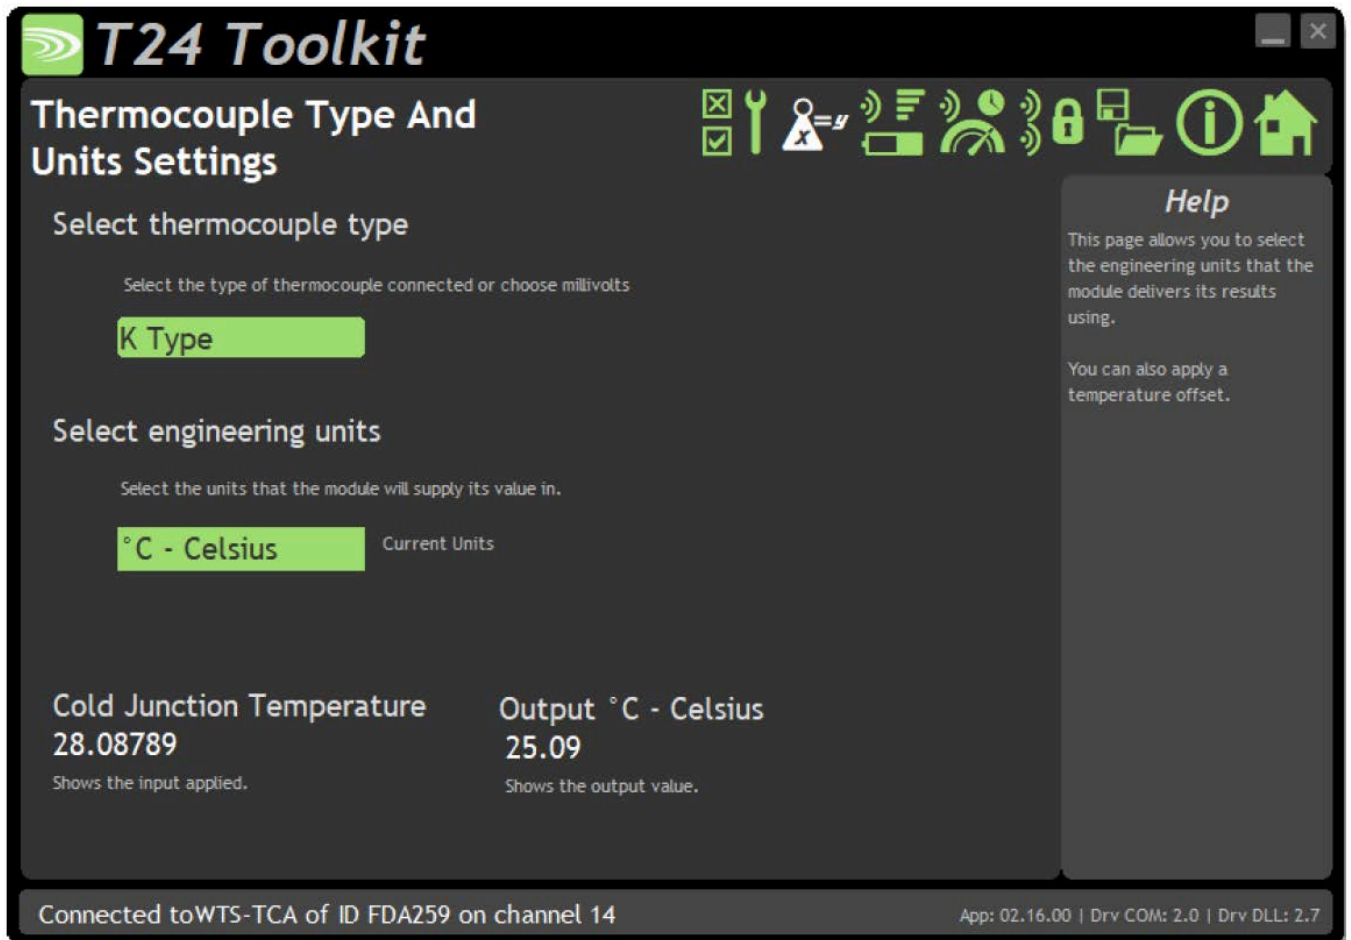 T24 Toolkit
Thermocouple Type And
Units Settings
x=y
Select thermocouple type
Select the type of thermocouple connected or choose millivolts
K Type
Select engineering units
Select the units that the module will supply its value in.
°C - Celsius
Current Units
Cold Junction Temperature
28.08789
Shows the input applied.
Output °C - Celsius
25.09
Shows the output value.
Help
This page allows you to select
the engineering units that the
module delivers its results
using.
You can also apply a
temperature offset.
Connected toWTS-TCA of ID FDA259 on channel 14
App: 02.16.00 | Drv COM: 2.0 | Drv DLL: 2.7